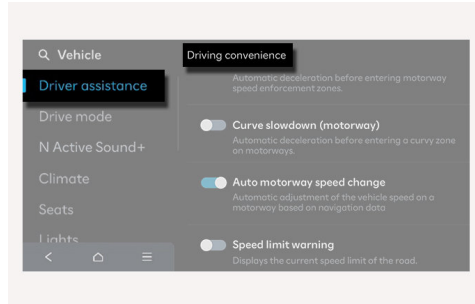 Vehicle
Driver assistance
Drive mode
N Active Sound+
Climate
Seats
Lights
Driving convenience
Automatic deceleration before entering motorway
speed enforcement zones.
Curve slowdown (motorway)
Automatic deceleration before entering a curvy zone
on motorways.
Auto motorway speed change
Automatic adjustment of the vehicle speed on a
motorway based on navigation data
Speed limit warning
Displays the current speed limit of the road.